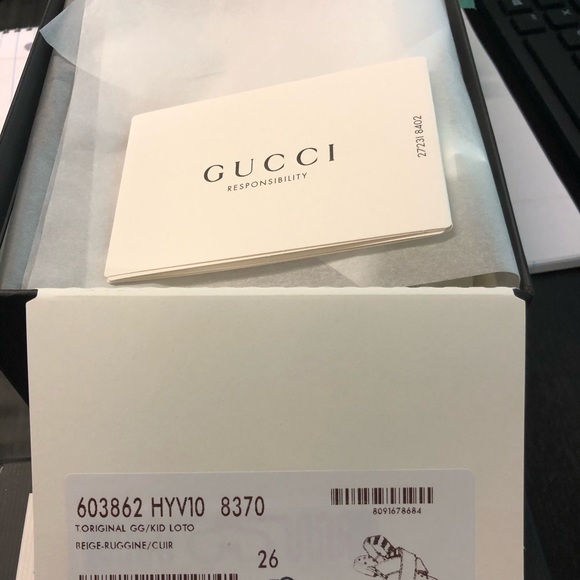 GUCCI
RESPONSIBILITY
27231 8402
603862 HYV10 8370
T.ORIGINAL GG/KID LOTO
BEIGE-RUGGINE/CUIR
26
8091678684